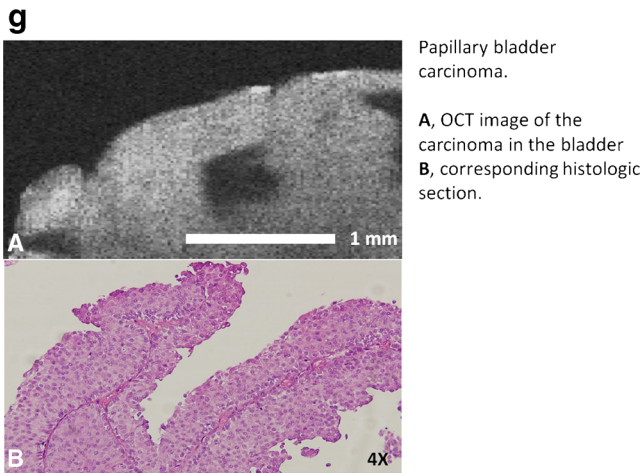 g
Papillary bladder
carcinoma.
A, OCT image of the
carcinoma in the bladder
B, corresponding histologic
section.
A
1 mm
B
4X